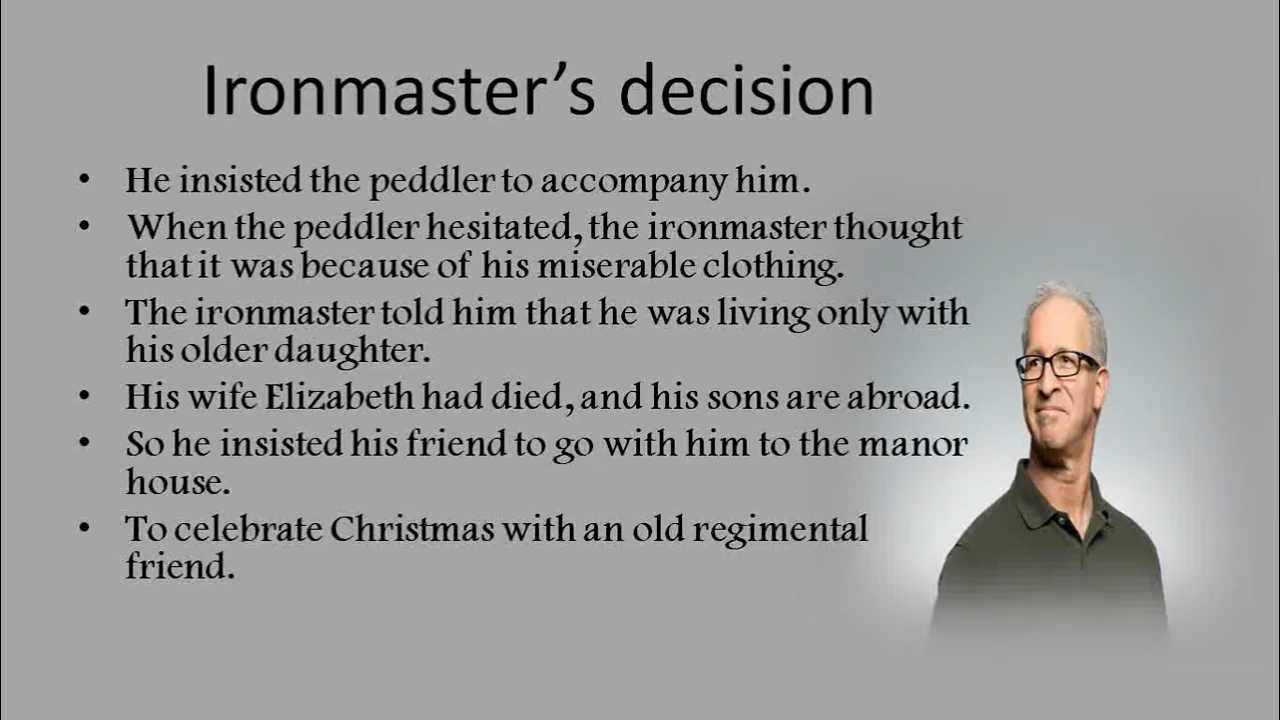 Ironmaster’s decision
• He insisted the peddler to accompany him.
• When the peddler hesitated, the ironmaster thought
that it was because of his miserable clothing.
• The ironmaster told him that he was living only with
his older daughter.
• His wife Elizabeth had died, and his sons are abroad.
• So he insisted his friend to go with him to the manor
house.
• To celebrate Christmas with an old regimental
friend.